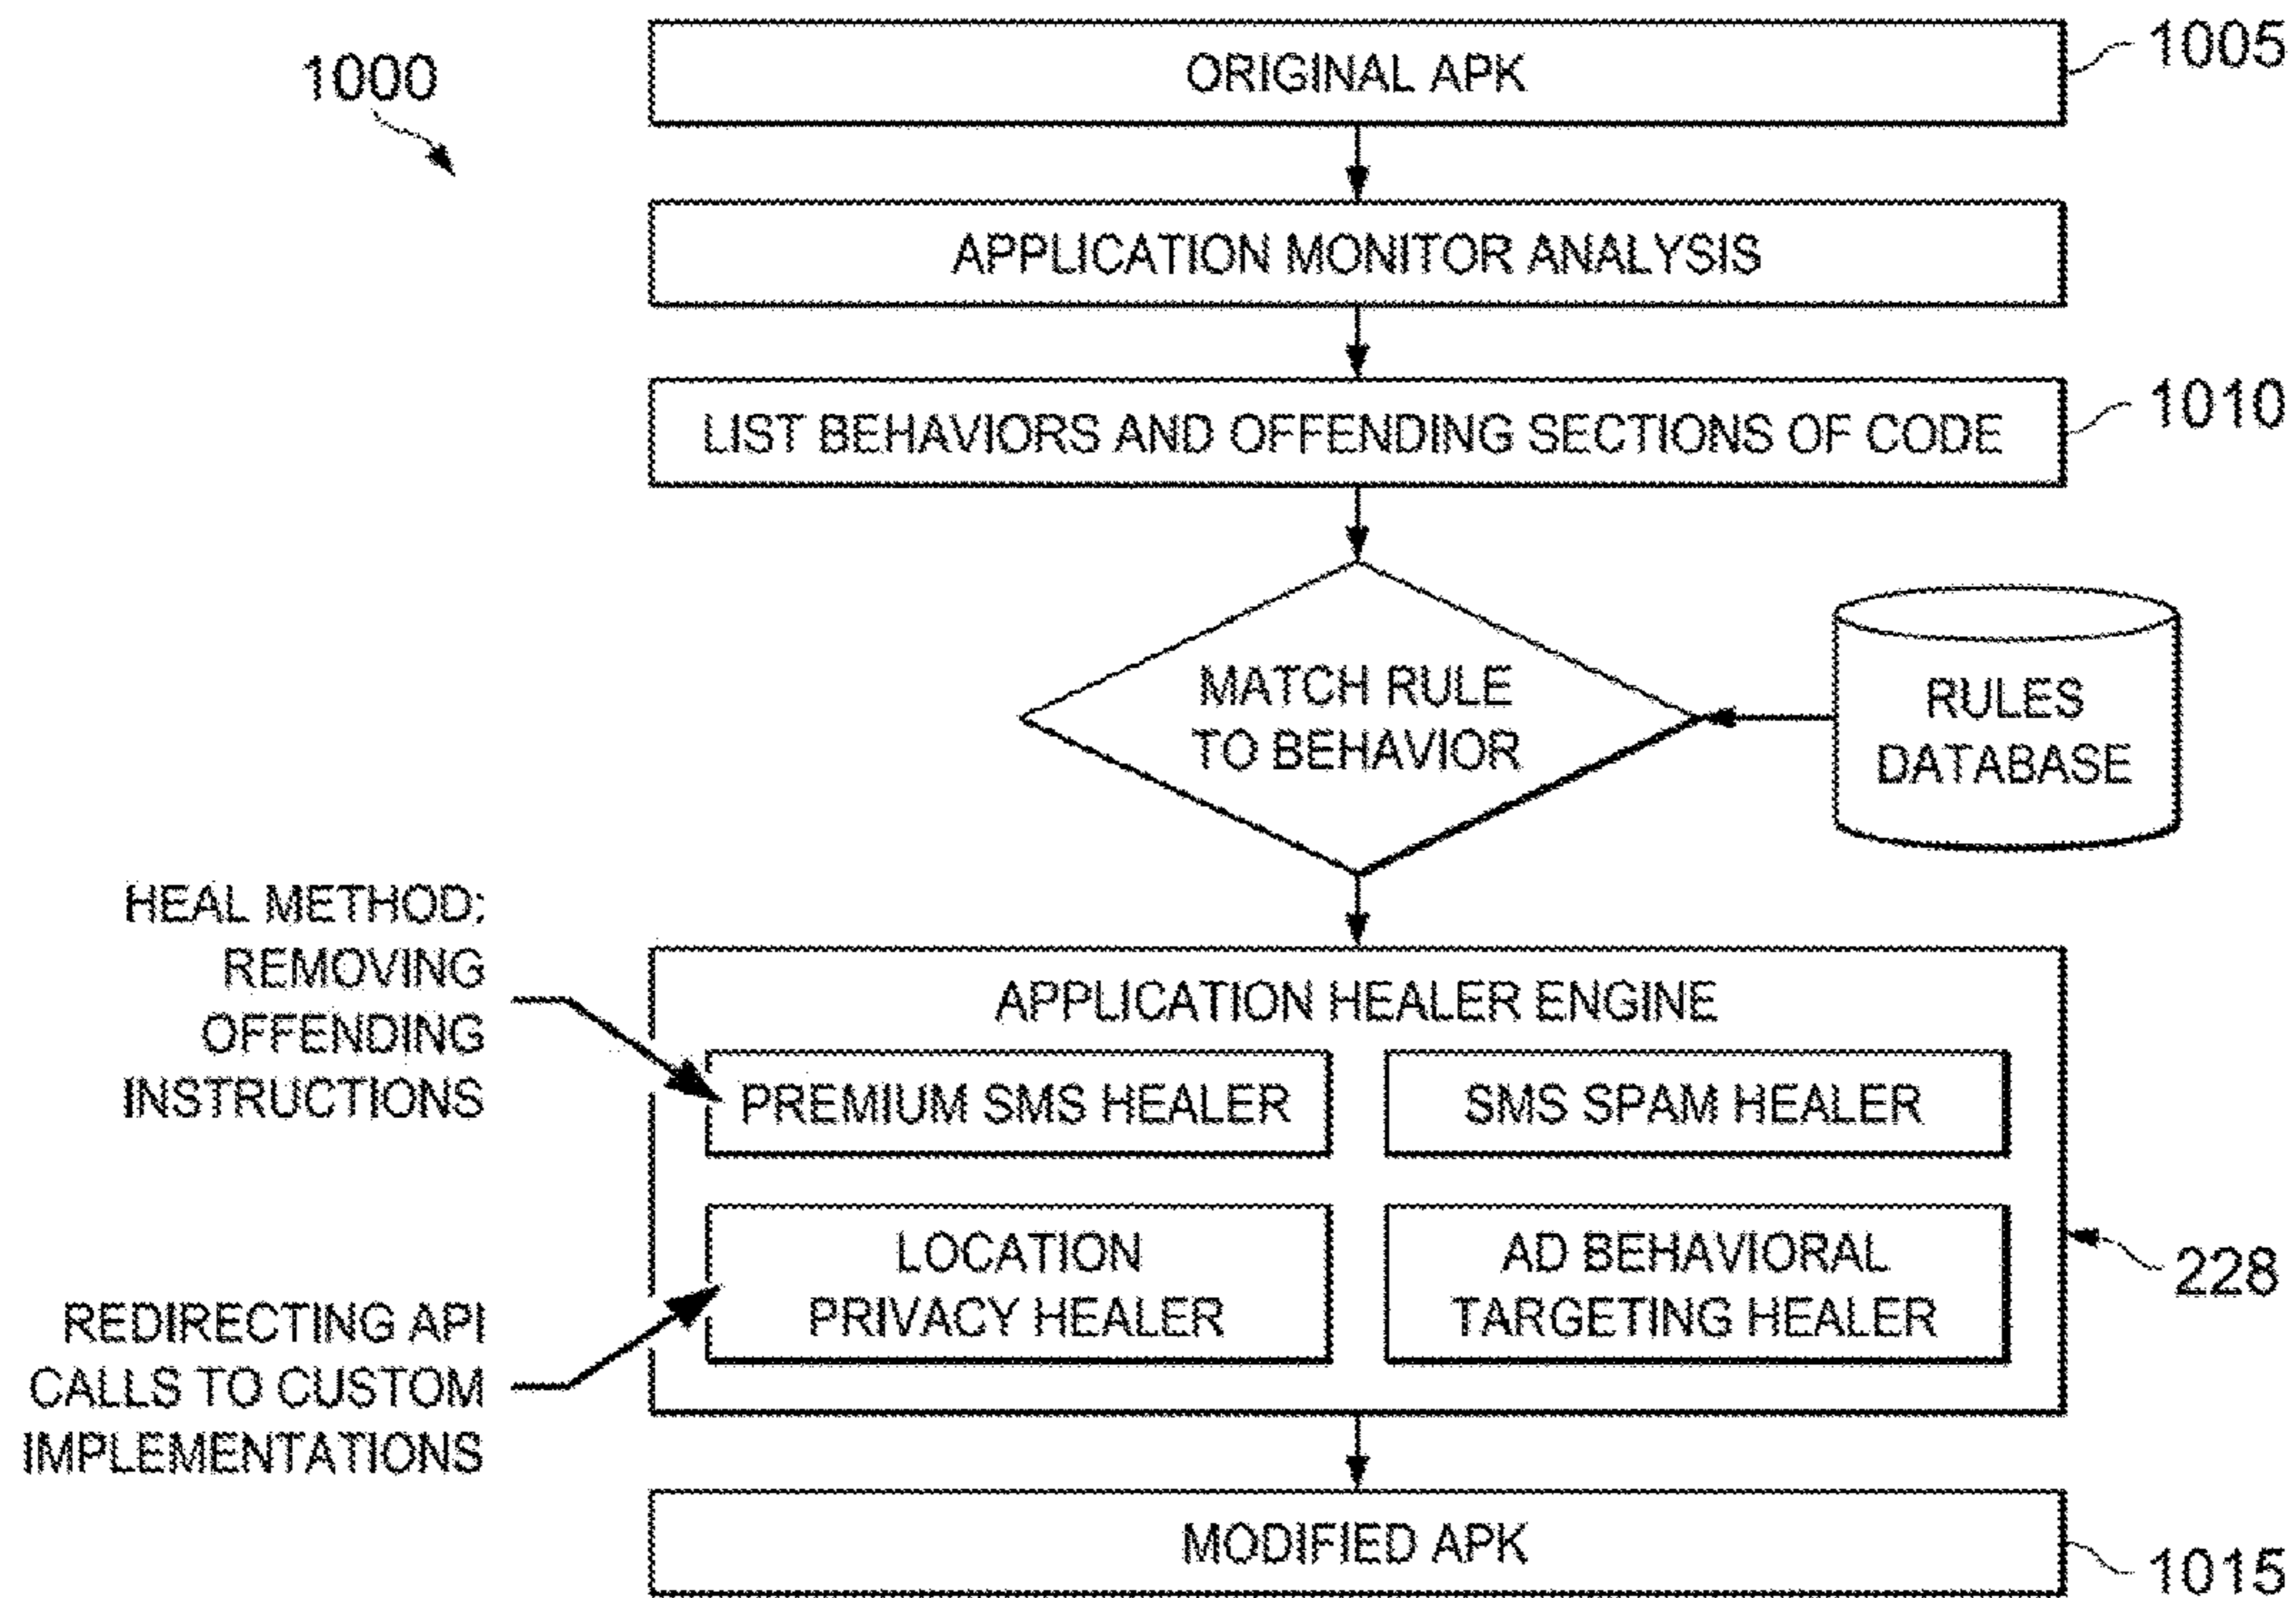 1000
ORIGINAL APK
1005
APPLICATION MONITOR ANALYSIS
LIST BEHAVIORS AND OFFENDING SECTIONS OF CODE
1010
MATCH RULE
TO BEHAVIOR
RULES
DATABASE
HEAL METHOD:
REMOVING
OFFENDING
INSTRUCTIONS
APPLICATION HEALER ENGINE
PREMIUM SMS HEALER
SMS SPAM HEALER
LOCATION
PRIVACY HEALER
AD BEHAVIORAL
TARGETING HEALER
228
REDIRECTING API
CALLS TO CUSTOM
IMPLEMENTATIONS
MODIFIED APK
1015